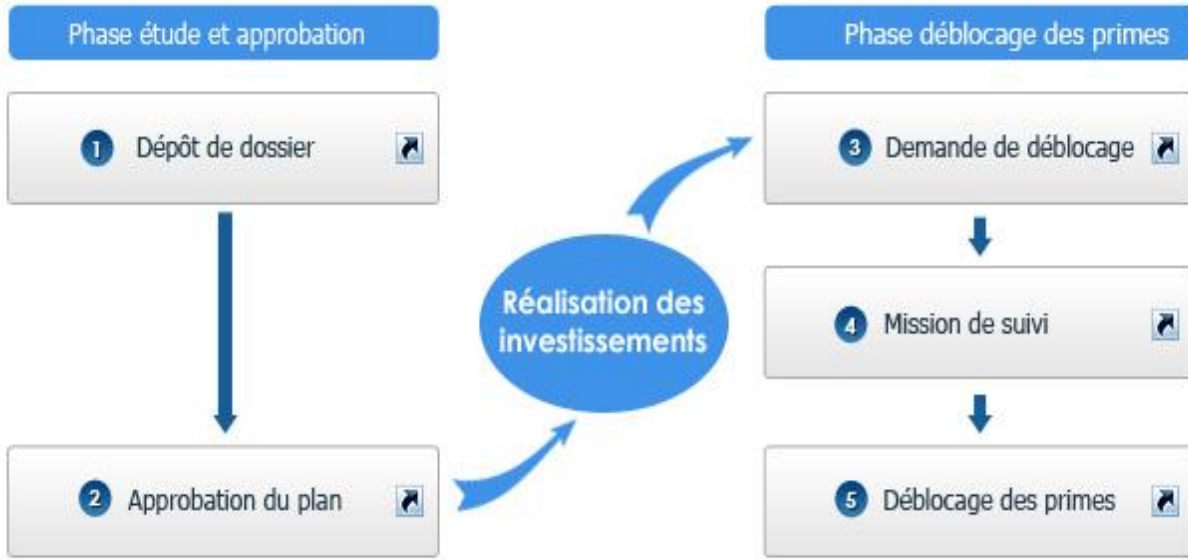 Phase étude et approbation
1 Dépôt de dossier
2 Approbation du plan
Réalisation des
investissements
Phase déblocage des primes
3 Demande de déblocage
4 Mission de suivi
5 Déblocage des primes